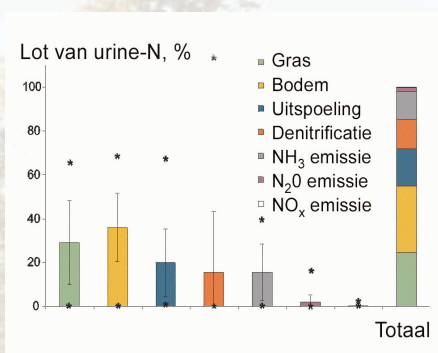 Lot van urine-N, %
Gras
Bodem
Uitspoeling
Denitrificatie
NH3 emissie
N20 emissie
NOx emissie
100
80
60
40
20
0
Totaal